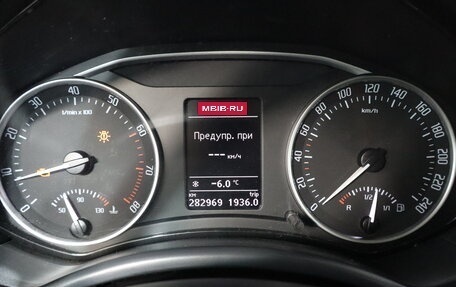 10 20 30 40 50 60 70 80
1/min x 100
50 90 130
MBIB-RU
Предупр. при
--- км/ч
-6.0 °C
км trip
282969 1936.0
0 20 40 60 80 100 120 140 160 180 200 220 240
km/h
R 1/2 1/1